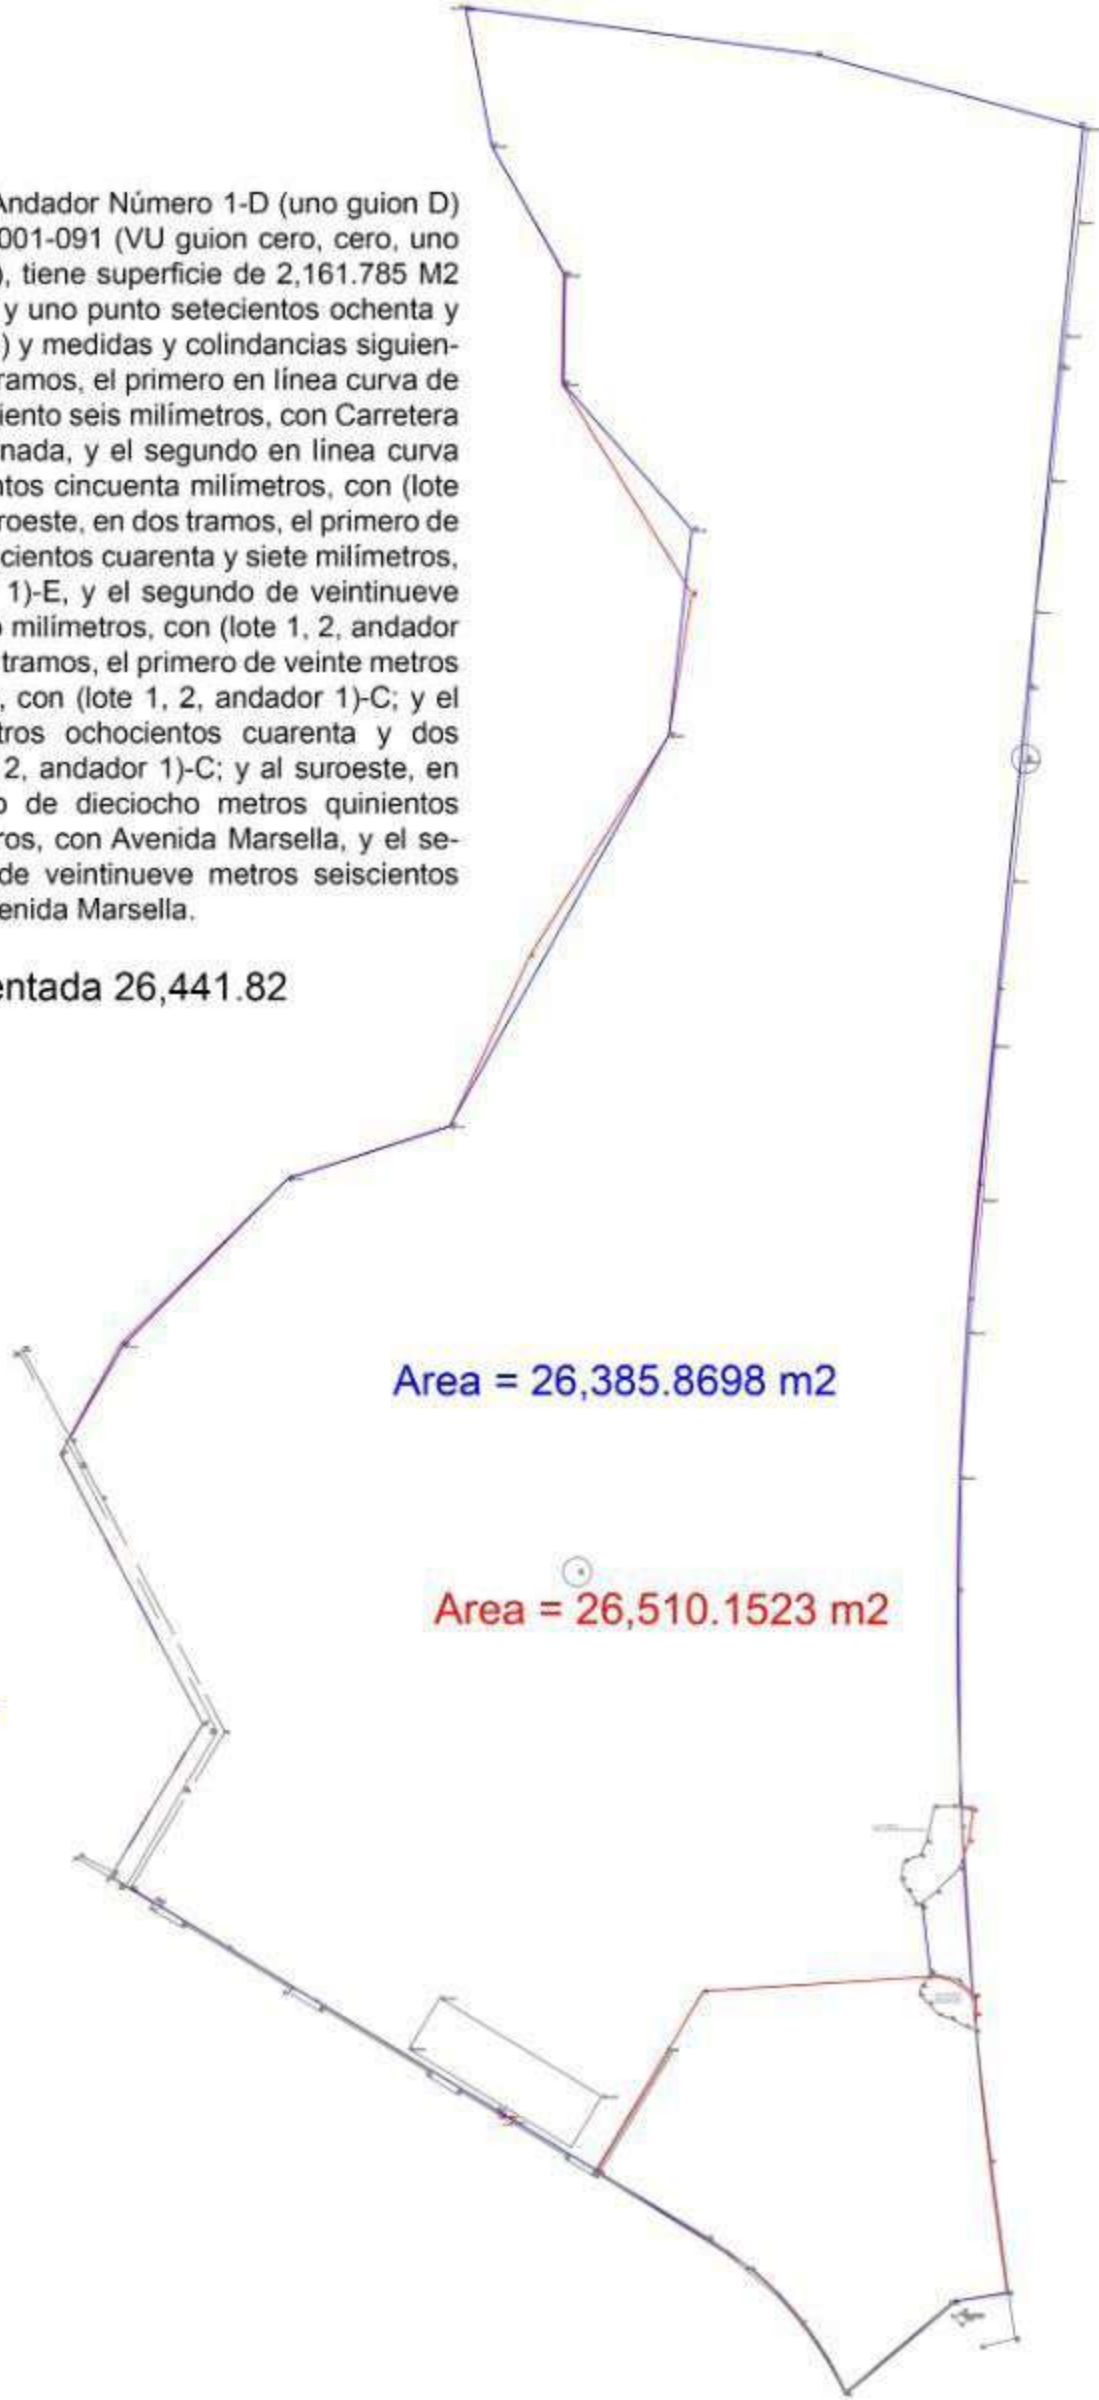 Andador Número 1-D (uno guion D)
001-091 (VU guion cero, cero, uno
), tiene superficie de 2,161.785 M2
y uno punto setecientos ochenta y
) y medidas y colindancias siguien-
ramos, el primero en línea curva de
iento seis milímetros, con Carretera
nada, y el segundo en línea curva
ntos cincuenta milímetros, con (lote
roeste, en dos tramos, el primero de
cientos cuarenta y siete milímetros,
1)-E, y el segundo de veintinueve
o milímetros, con (lote 1, 2, andador
tramos, el primero de veinte metros
, con (lote 1, 2, andador 1)-C; y el
tros ochocientos cuarenta y dos
2, andador 1)-C; y al suroeste, en
o de dieciocho metros quinientos
ros, con Avenida Marsella, y el se-
de veintinueve metros seiscientos
enida Marsella.
entada 26,441.82
Area = 26,385.8698 m2
Area = 26,510.1523 m2